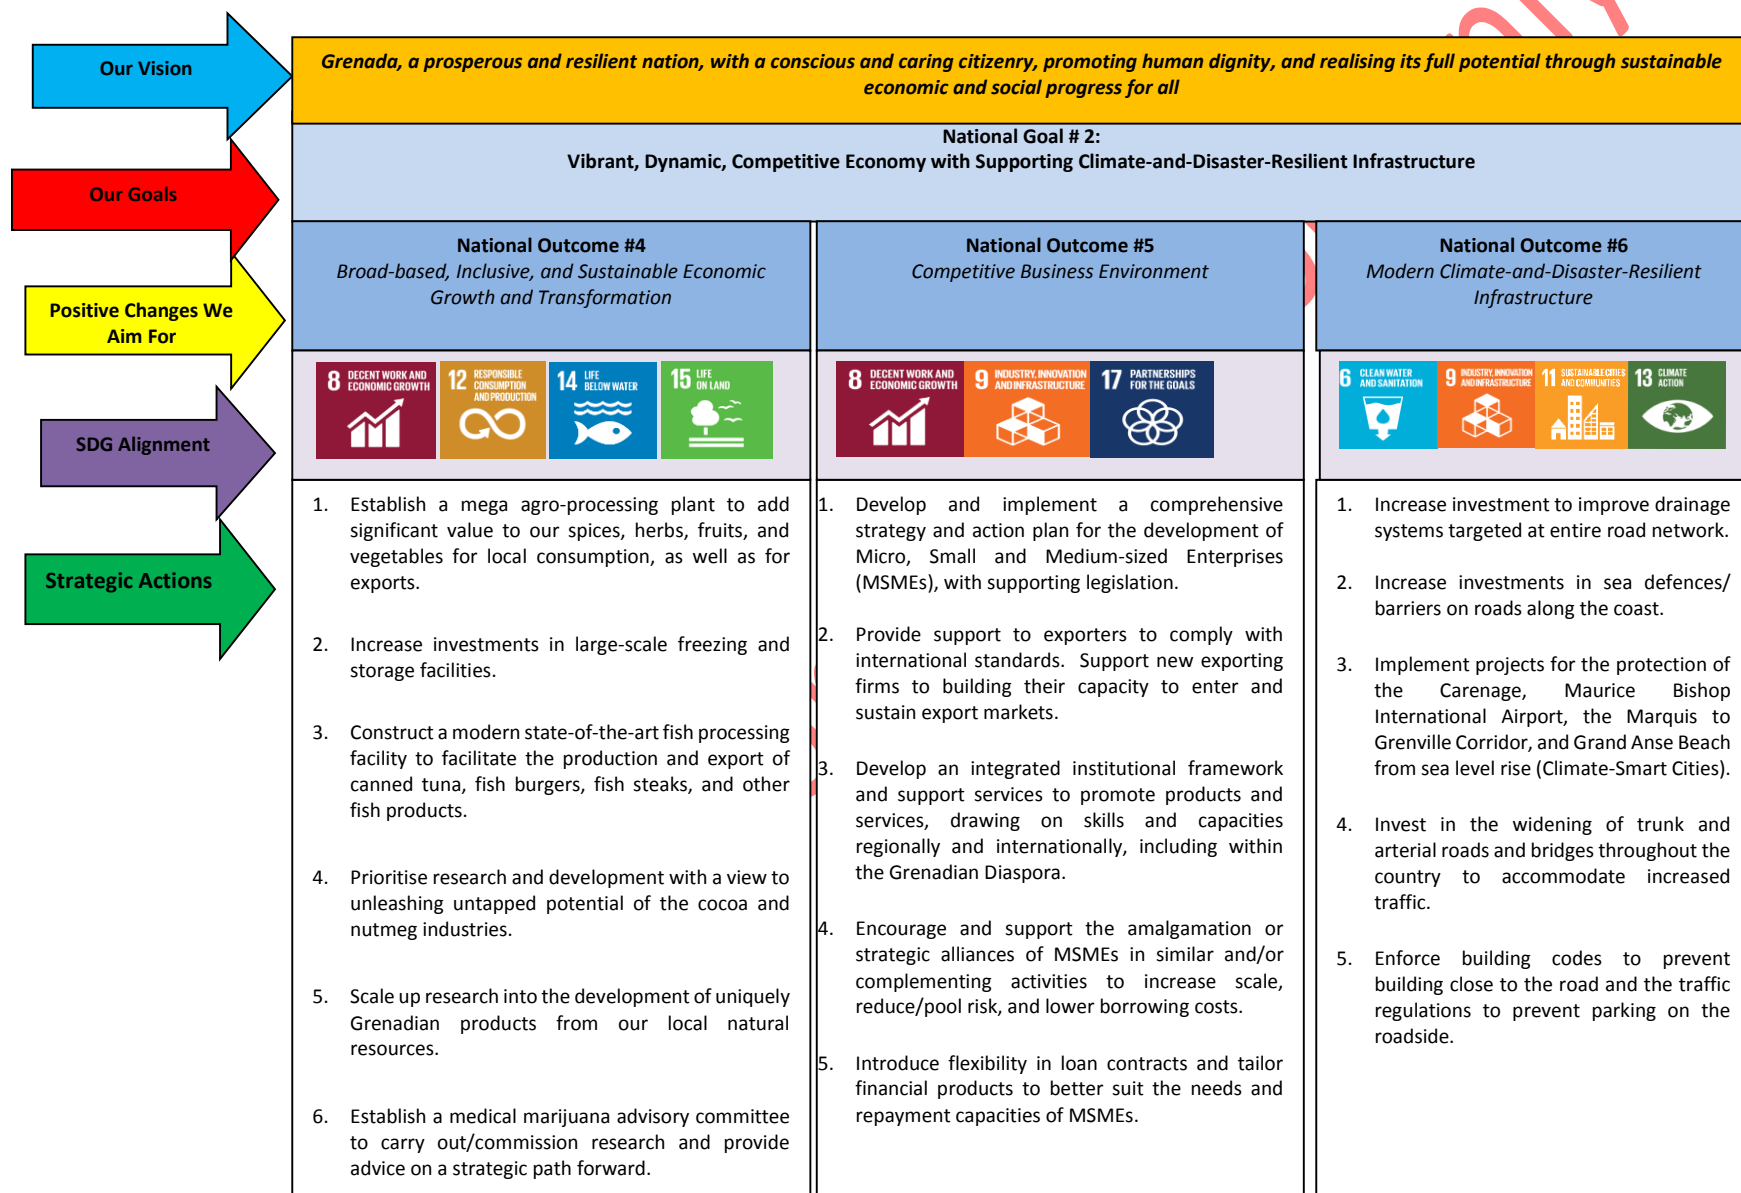 Our Vision
Grenada, a prosperous and resilient nation, with a conscious and caring citizenry, promoting human dignity, and realising its full potential through sustainable
economic and social progress for all
Our Goals
National Goal # 2:
Vibrant, Dynamic, Competitive Economy with Supporting Climate-and-Disaster-Resilient Infrastructure
Positive Changes We
Aim For
National Outcome #4
Broad-based, Inclusive, and Sustainable Economic
Growth and Transformation
National Outcome #5
Competitive Business Environment
National Outcome #6
Modern Climate-and-Disaster-Resilient
Infrastructure
SDG Alignment
8 DECENT WORK AND
ECONOMIC GROWTH
12 RESPONSIBLE
CONSUMPTION
AND PRODUCTION
14 LIFE
BELOW WATER
15 LIFE
ON LAND
8 DECENT WORK AND
ECONOMIC GROWTH
9 INDUSTRY, INNOVATION
AND INFRASTRUCTURE
17 PARTNERSHIPS
FOR THE GOALS
6 CLEAN WATER
AND SANITATION
9 INDUSTRY, INNOVATION
AND INFRASTRUCTURE
11 SUSTAINABLE CITIES
AND COMMUNITIES
13 CLIMATE
ACTION
Strategic Actions
1. Establish a mega agro-processing plant to add
significant value to our spices, herbs, fruits, and
vegetables for local consumption, as well as for
exports.
2. Increase investments in large-scale freezing and
storage facilities.
3. Construct a modern state-of-the-art fish processing
facility to facilitate the production and export of
canned tuna, fish burgers, fish steaks, and other
fish products.
4. Prioritise research and development with a view to
unleashing untapped potential of the cocoa and
nutmeg industries.
5. Scale up research into the development of uniquely
Grenadian products from our local natural
resources.
6. Establish a medical marijuana advisory committee
to carry out/commission research and provide
advice on a strategic path forward.
1. Develop and implement a comprehensive
strategy and action plan for the development of
Micro, Small and Medium-sized Enterprises
(MSMEs), with supporting legislation.
2. Provide support to exporters to comply with
international standards. Support new exporting
firms to building their capacity to enter and
sustain export markets.
3. Develop an integrated institutional framework
and support services to promote products and
services, drawing on skills and capacities
regionally and internationally, including within
the Grenadian Diaspora.
4. Encourage and support the amalgamation or
strategic alliances of MSMEs in similar and/or
complementing activities to increase scale,
reduce/pool risk, and lower borrowing costs.
5. Introduce flexibility in loan contracts and tailor
financial products to better suit the needs and
repayment capacities of MSMEs.
1. Increase investment to improve drainage
systems targeted at entire road network.
2. Increase investments in sea defences/
barriers on roads along the coast.
3. Implement projects for the protection of
the Carenage, Maurice Bishop
International Airport, the Marquis to
Grenville Corridor, and Grand Anse Beach
from sea level rise (Climate-Smart Cities).
4. Invest in the widening of trunk and
arterial roads and bridges throughout the
country to accommodate increased
traffic.
5. Enforce building codes to prevent
building close to the road and the traffic
regulations to prevent parking on the
roadside.